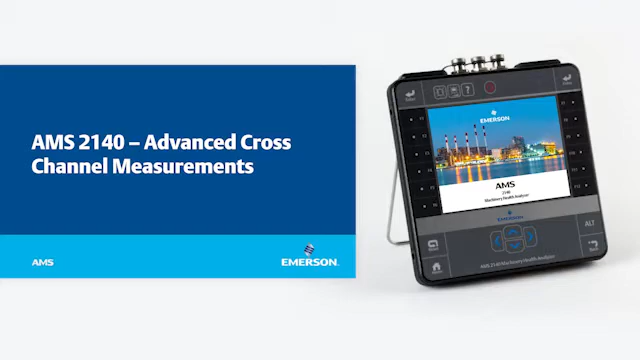 AMS 2140 – Advanced Cross
Channel Measurements
AMS
EMERSON
EMERSON
AMS
2140
Machinery Health Analyzer
EMERSON
ALT
AMS 2140 Machinery Health Analyzer